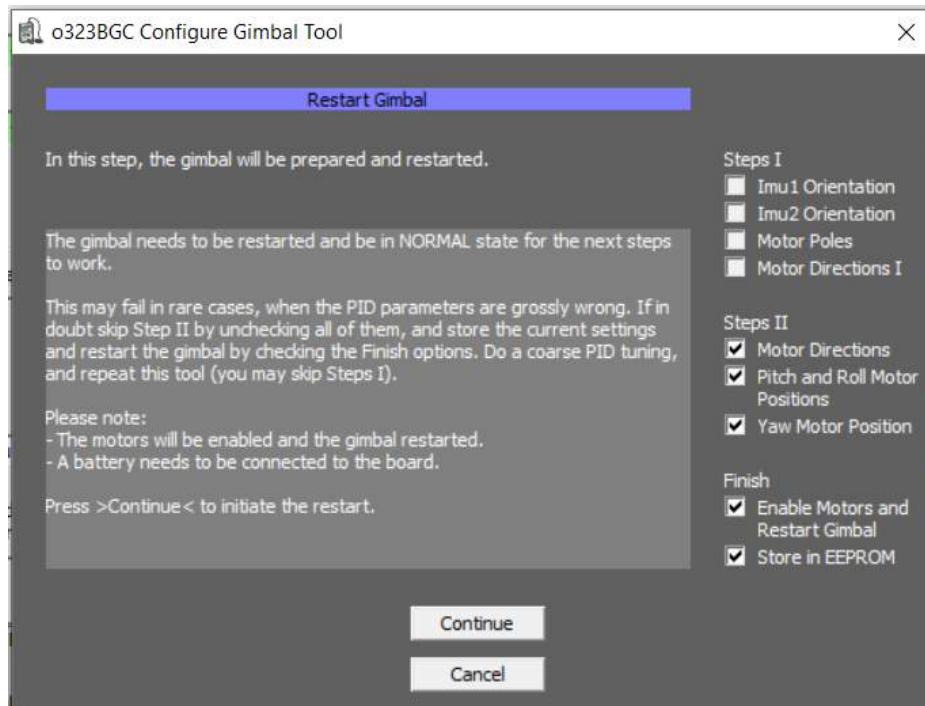 o323BGC Configure Gimbal Tool
Restart Gimbal
In this step, the gimbal will be prepared and restarted.
The gimbal needs to be restarted and be in NORMAL state for the next steps
to work.
This may fail in rare cases, when the PID parameters are grossly wrong. If in
doubt skip Step II by unchecking all of them, and store the current settings
and restart the gimbal by checking the Finish options. Do a coarse PID tuning,
and repeat this tool (you may skip Steps I).
Please note:
- The motors will be enabled and the gimbal restarted.
- A battery needs to be connected to the board.
Press >Continue< to initiate the restart.
Steps I
Imu1 Orientation
Imu2 Orientation
Motor Poles
Motor Directions I
Steps II
Motor Directions
Pitch and Roll Motor
Positions
Yaw Motor Position
Finish
Enable Motors and
Restart Gimbal
Store in EEPROM
Continue
Cancel